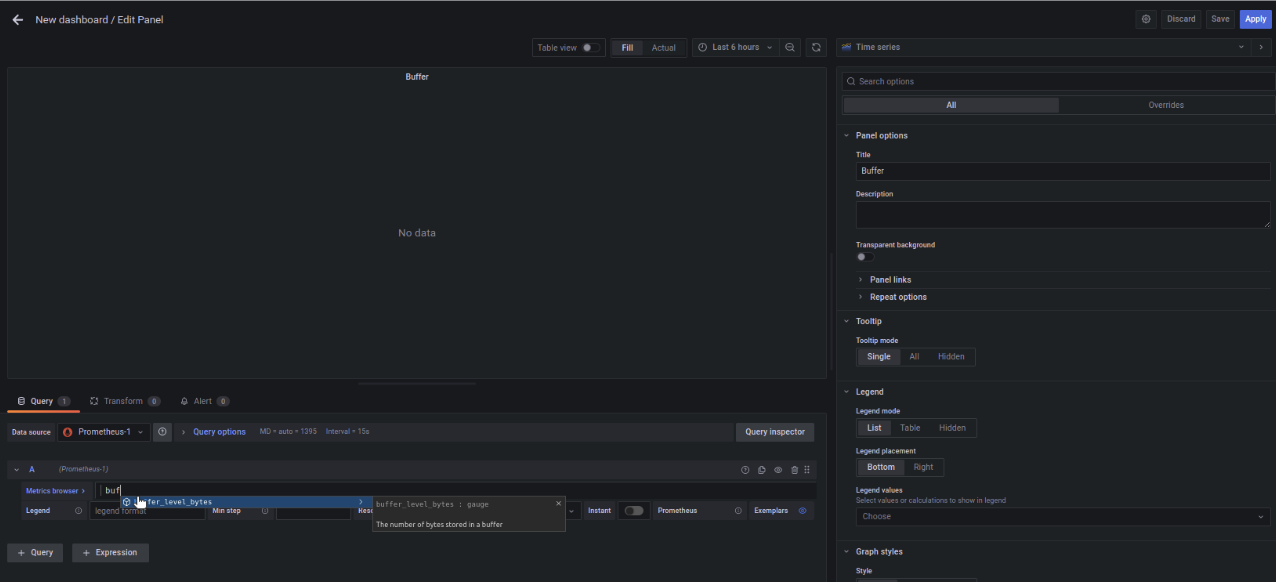 New dashboard / Edit Panel
Discard Save Apply
Table view Fill Actual Last 6 hours
Time series
Buffer
No data
Search options
All Overrides
Panel options
Title
Buffer
Description
Transparent background
Panel links
Repeat options
Tooltip
Tooltip mode
Single All Hidden
Legend
Legend mode
List Table Hidden
Legend placement
Bottom Right
Legend values
Select values or calculations to show in legend
Choose
Graph styles
Style
Query 1 Transform 0 Alert 0
Data source Prometheus-1 Query options MD = auto = 1395 Interval = 15s Query inspector
A (Prometheus-1)
Metrics browser > buf
buffer_level_bytes
buffer_level_bytes : gauge
The number of bytes stored in a buffer
Legend legend format Min step Instant Prometheus Exemplars
+ Query + Expression